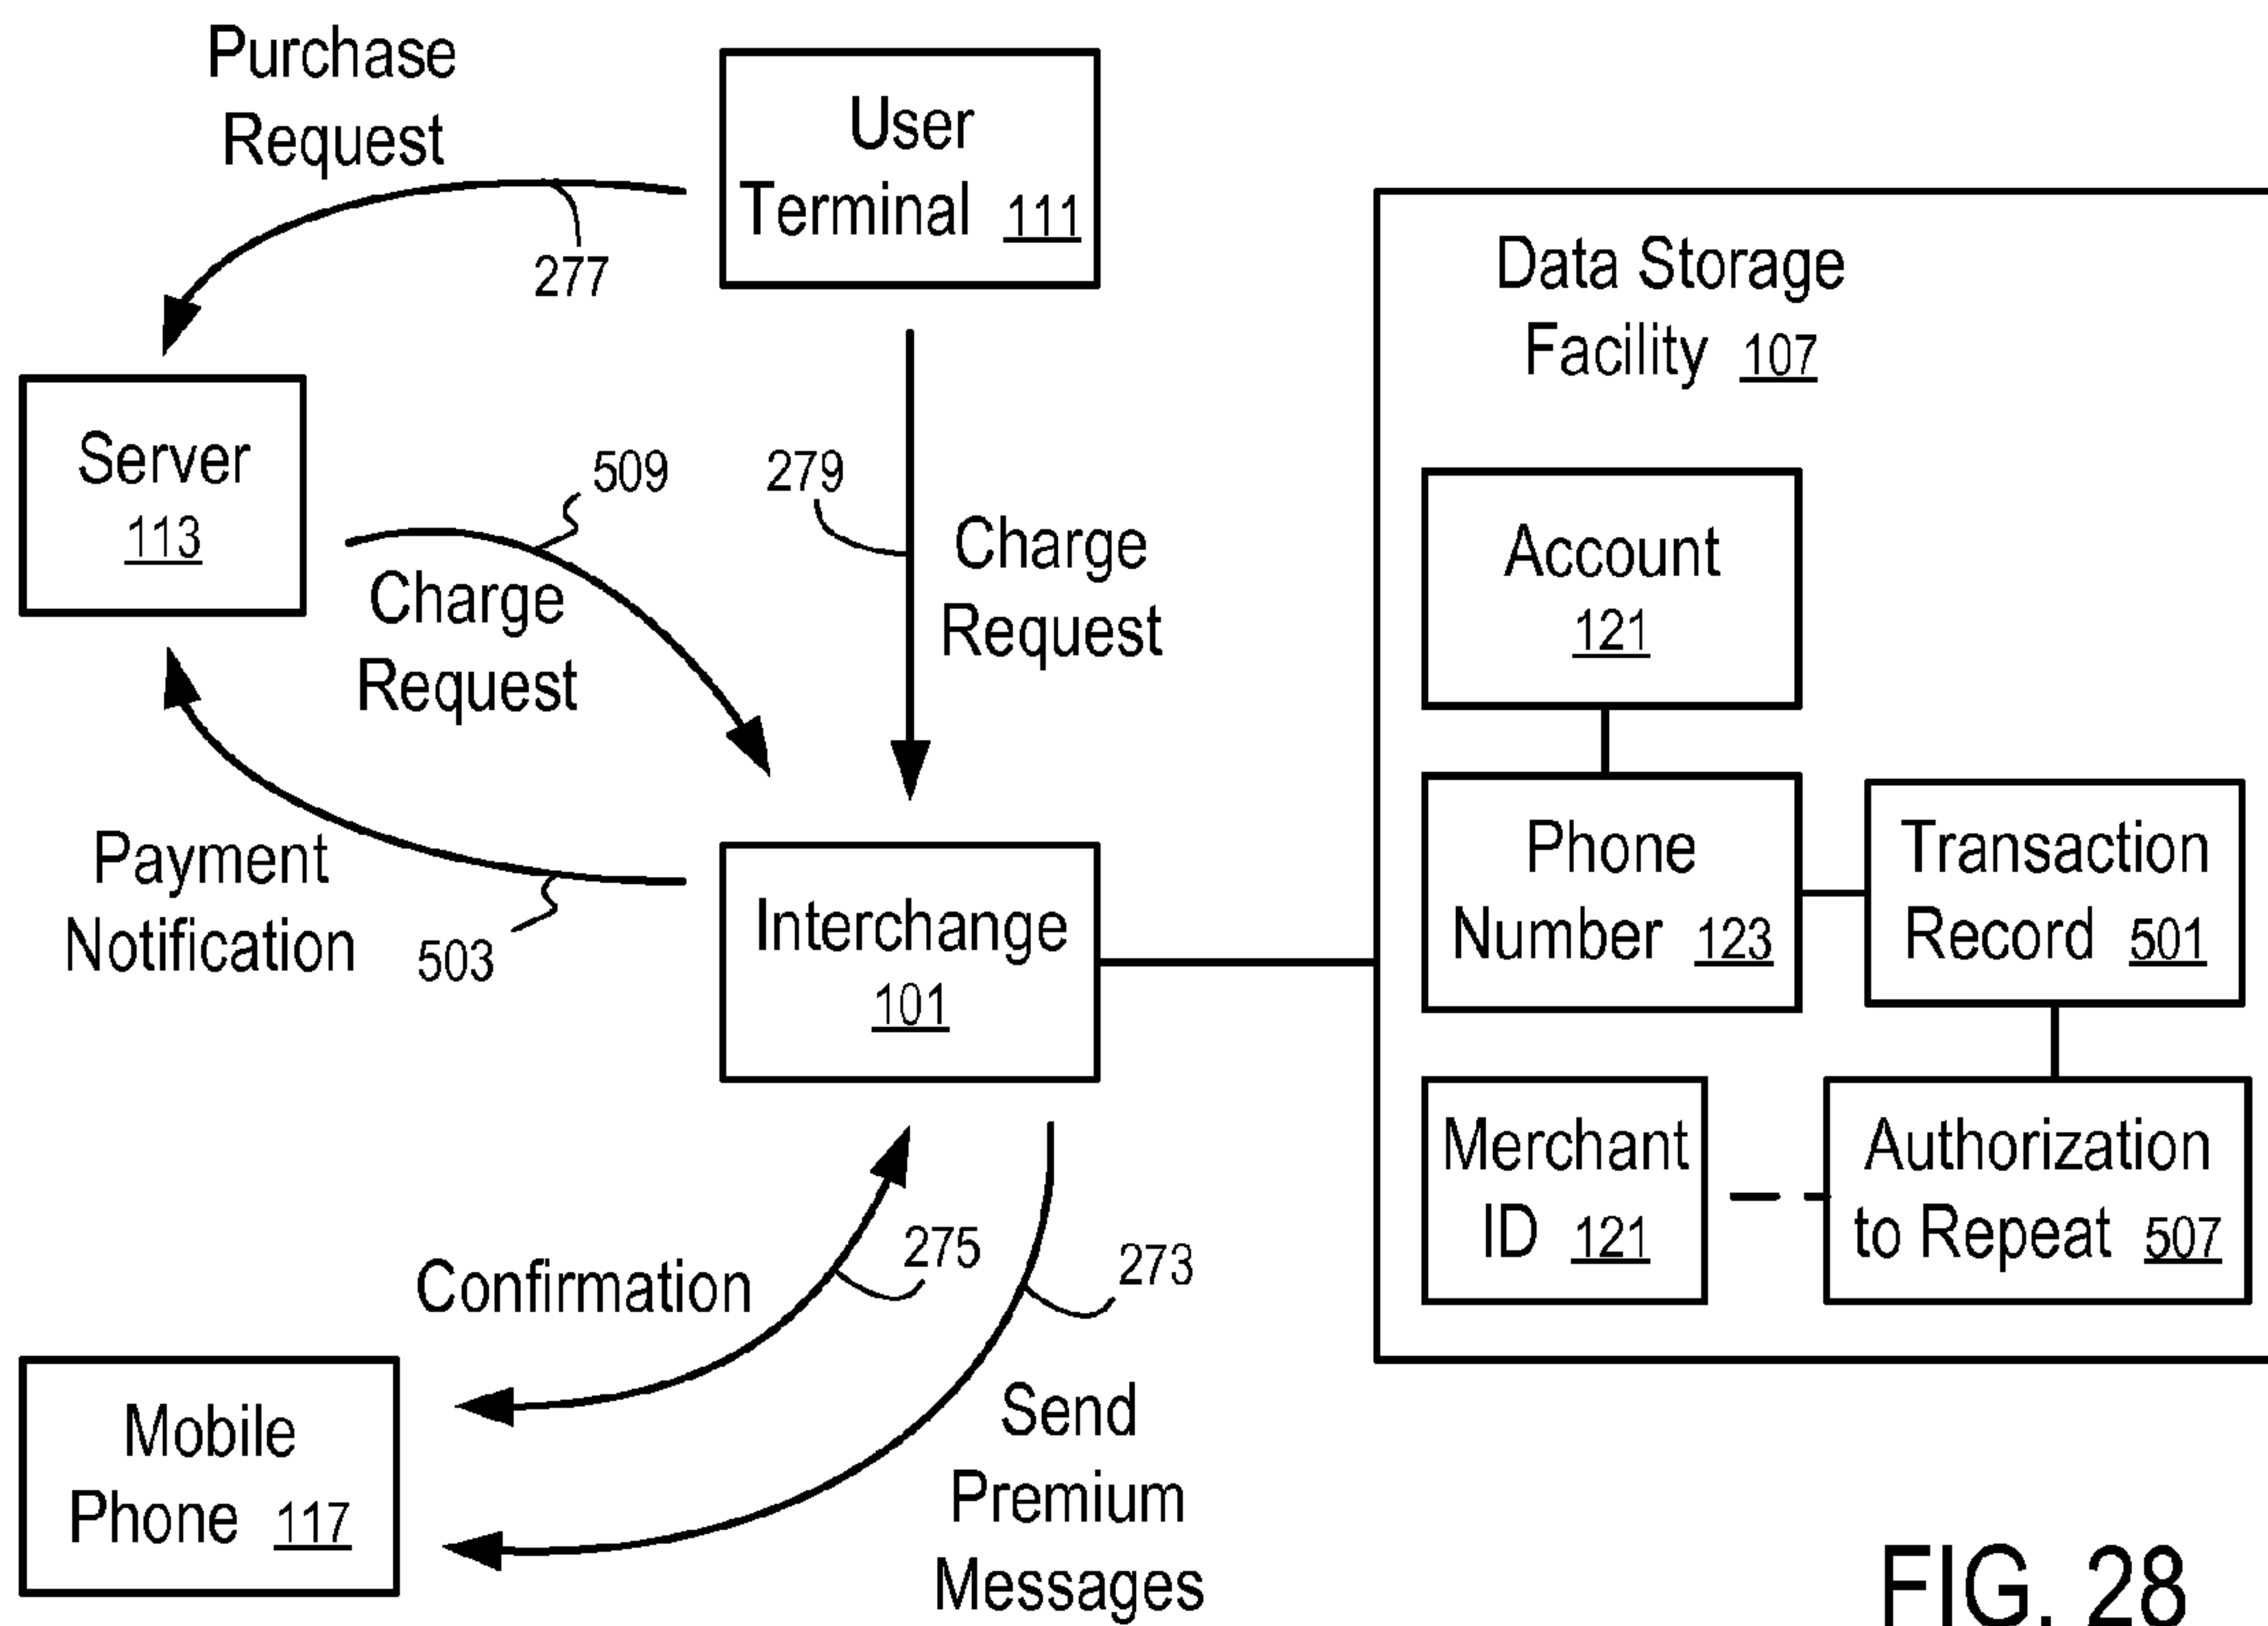 Purchase
Request
277
User
Terminal 111
Server
113
509
Charge
Request
279
Charge
Request
Payment
Notification
503
Interchange
101
Confirmation
275
273
Send
Premium
Messages
Mobile
Phone 117
Data Storage
Facility 107
Account
121
Phone
Number 123
Transaction
Record 501
Merchant
ID 121
Authorization
to Repeat 507
FIG. 28